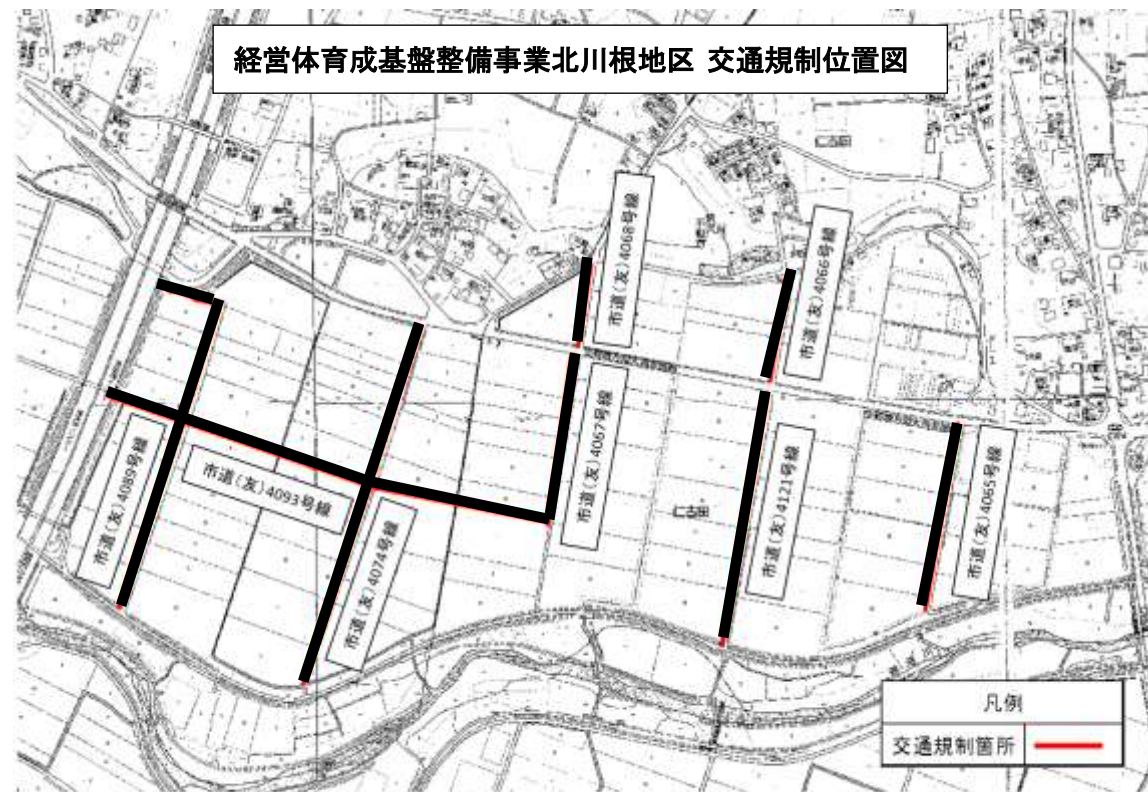 経営体育成基盤整備事業北川根地区 交通規制位置図
市道(友)4068号線
市道(友)4066号線
市道(友)4067号線
市道(友)4089号線
市道(友)4093号線
市道(友)4074号線
市道(友)4121号線
市道(友)4065号線
仁古田
凡例
交通規制箇所